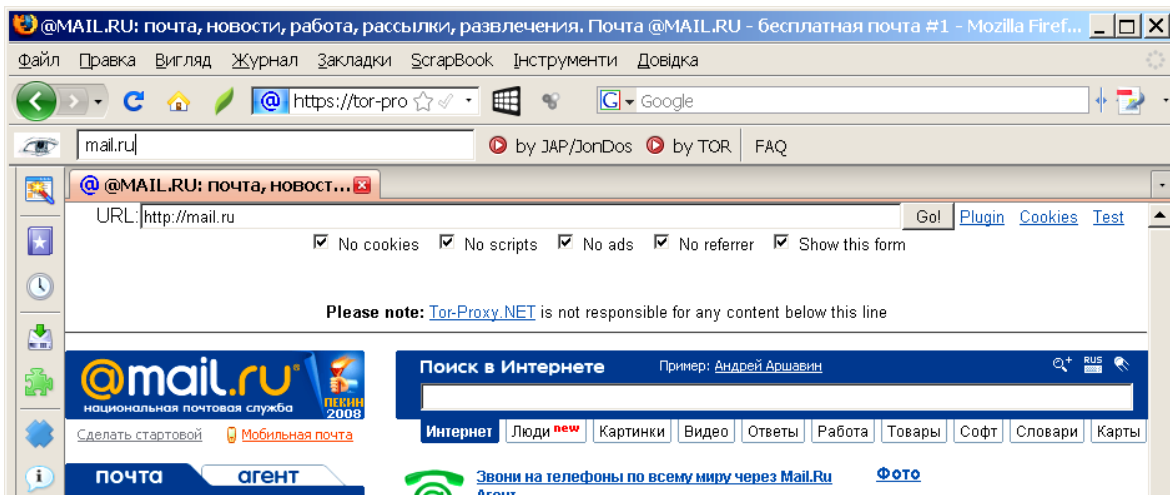 @MAIL.RU: почта, новости, работа, рассылки, развлечения. Почта @MAIL.RU - бесплатная почта #1 - Mozilla Firef...
Файл Правка Вигляд Журнал Закладки ScrapBook Інструменти Довідка
@ https://tor-pro G Google
mail.ru by JAP/JonDos by TOR FAQ
@ @MAIL.RU: почта, новост...
URL: http://mail.ru Go! Plugin Cookies Test
No cookies No scripts No ads No referrer Show this form
Please note: Tor-Proxy.NET is not responsible for any content below this line
@mail.ru® Поиск в Интернете Пример: Андрей Аршавин RUS
национальная почтовая служба ПЕКИН 2008
Сделать стартовой Мобильная почта Интернет Люди new Картинки Видео Ответы Работа Товары Софт Словари Карты
почта агент Звони на телефоны по всему миру через Mail.Ru Фото
Агент